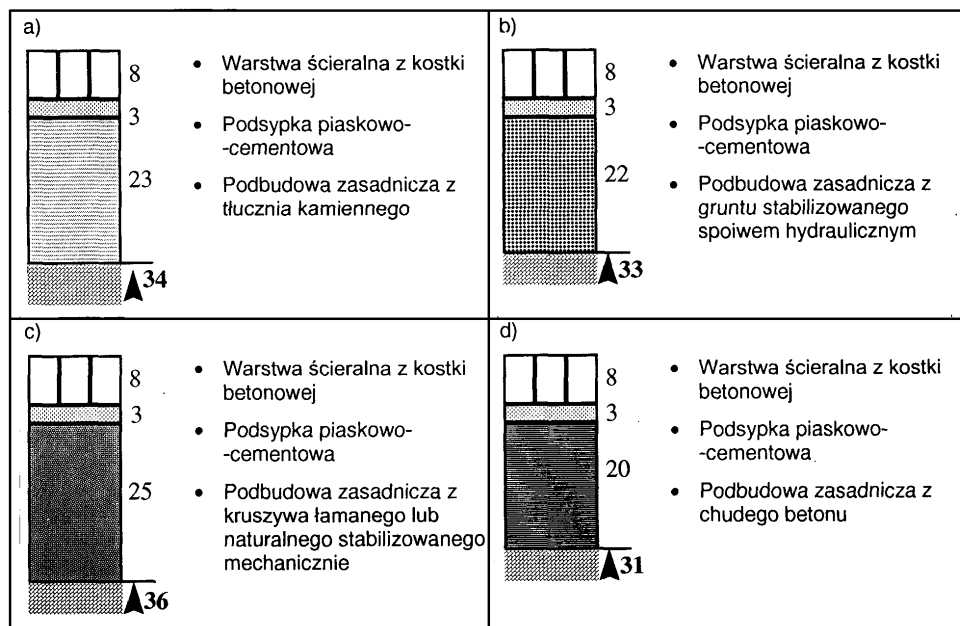 a)
8
3
23
34
• Warstwa ścieralna z kostki
betonowej
• Podsypka piaskowo-
-cementowa
• Podbudowa zasadnicza z
tłucznia kamiennego
b)
8
3
22
33
• Warstwa ścieralna z kostki
betonowej
• Podsypka piaskowo-
-cementowa
• Podbudowa zasadnicza z
gruntu stabilizowanego
spoiwem hydraulicznym
c)
8
3
25
36
• Warstwa ścieralna z kostki
betonowej
• Podsypka piaskowo-
-cementowa
• Podbudowa zasadnicza z
kruszywa łamanego lub
naturalnego stabilizowanego
mechanicznie
d)
8
3
20
31
• Warstwa ścieralna z kostki
betonowej
• Podsypka piaskowo-
-cementowa
• Podbudowa zasadnicza z
chudego betonu